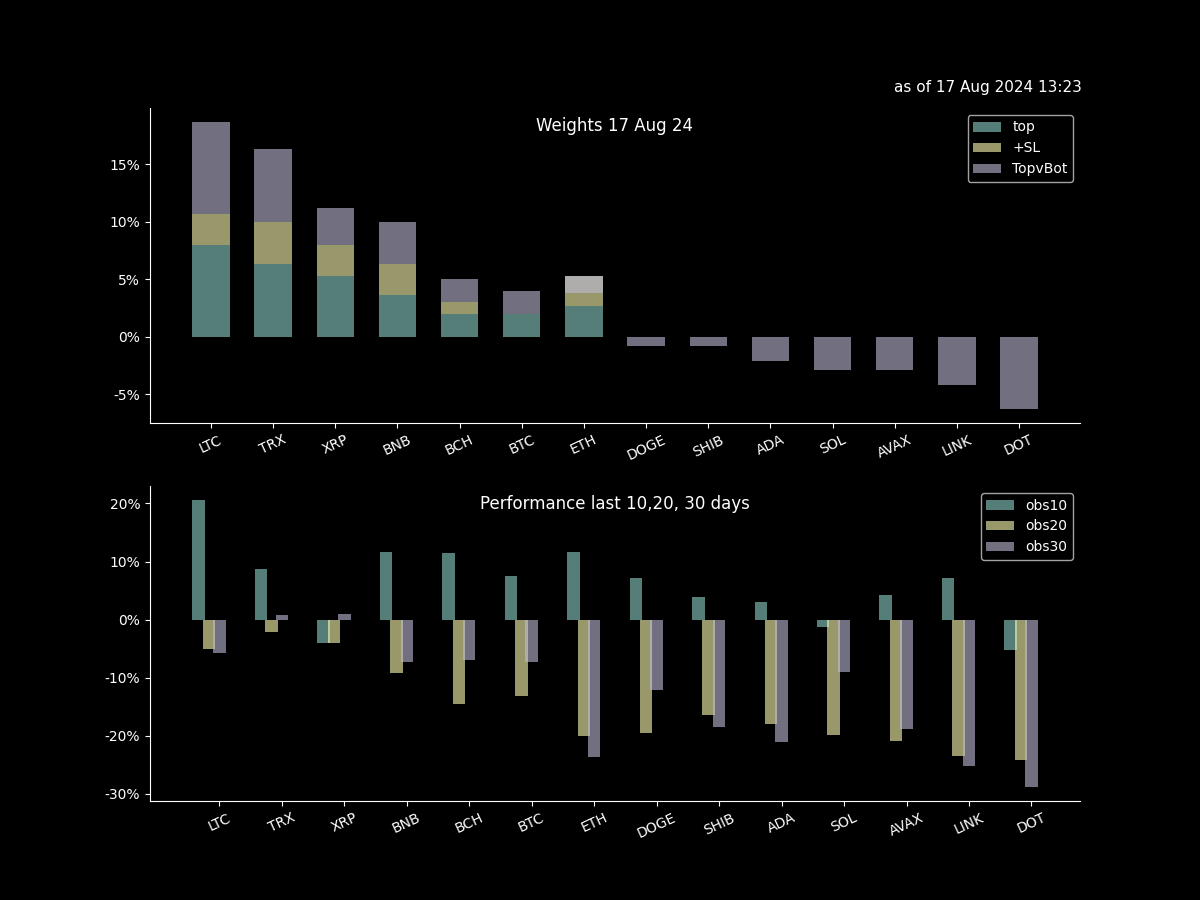 as of 17 Aug 2024 13:23
Weights 17 Aug 24
top
+SL
TopvBot
15%
10%
5%
0%
-5%
LTC TRX XRP BNB BCH BTC ETH DOGE SHIB ADA SOL AVAX LINK DOT
Performance last 10,20, 30 days
obs10
obs20
obs30
20%
10%
0%
-10%
-20%
-30%
LTC TRX XRP BNB BCH BTC ETH DOGE SHIB ADA SOL AVAX LINK DOT